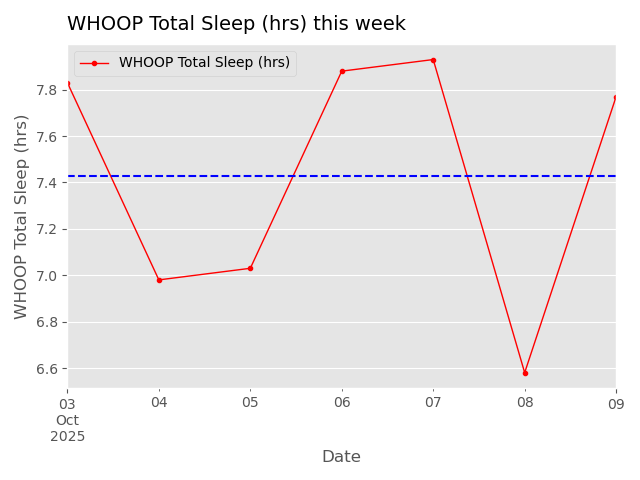 WHOOP Total Sleep (hrs) this week
WHOOP Total Sleep (hrs)
WHOOP Total Sleep (hrs)
7.8
7.6
7.4
7.2
7.0
6.8
6.6
03 04 05 06 07 08 09
Oct
2025
Date